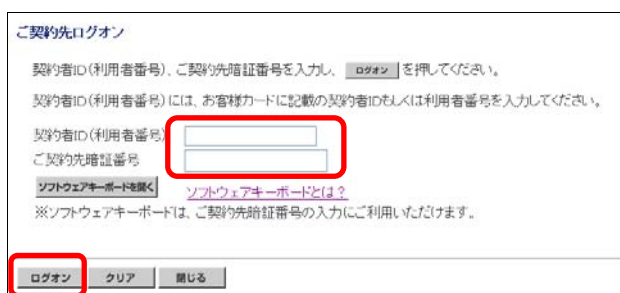 ご契約先ログオン
契約者ID(利用者番号)、ご契約先暗証番号を入力し、 ログオン を押してください。
契約者ID(利用者番号)には、お客様カードに記載の契約者IDもしくは利用者番号を入力してください。
契約者ID(利用者番号)
ご契約先暗証番号
ソフトウェアキーボードを開く ソフトウェアキーボードとは?
※ソフトウェアキーボードは、ご契約先暗証番号の入力にご利用いただけます。
ログオン クリア 閉じる